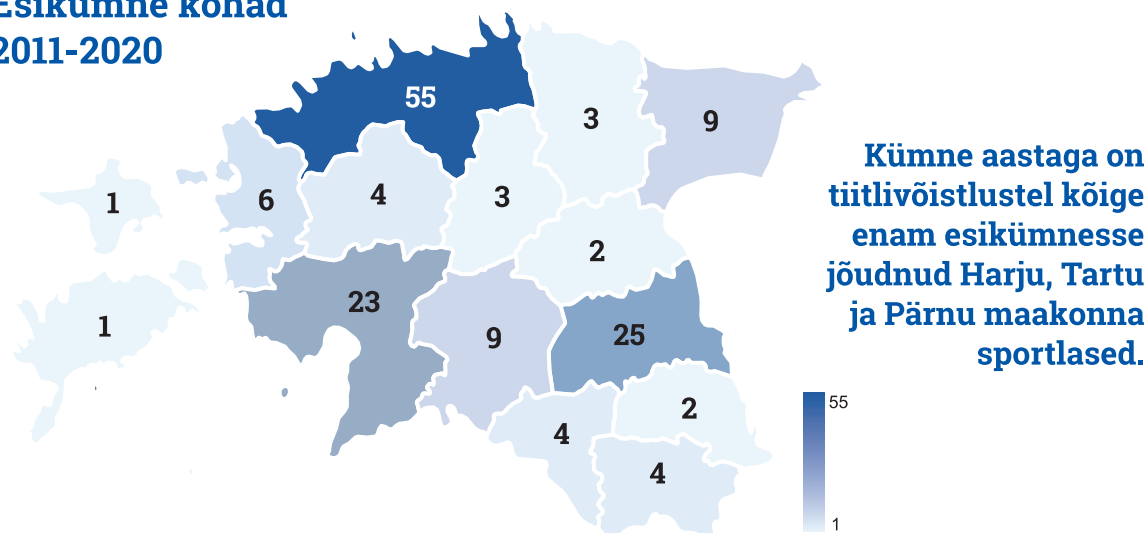 Esikümne kohad
2011-2020
55
3
9
1
6
4
3
2
23
1
9
25
2
4
4
Kümne aastaga on
tiitlivõistlustel kõige
enam esikümnesse
jõudnud Harju, Tartu
ja Pärnu maakonna
sportlased.
55
1